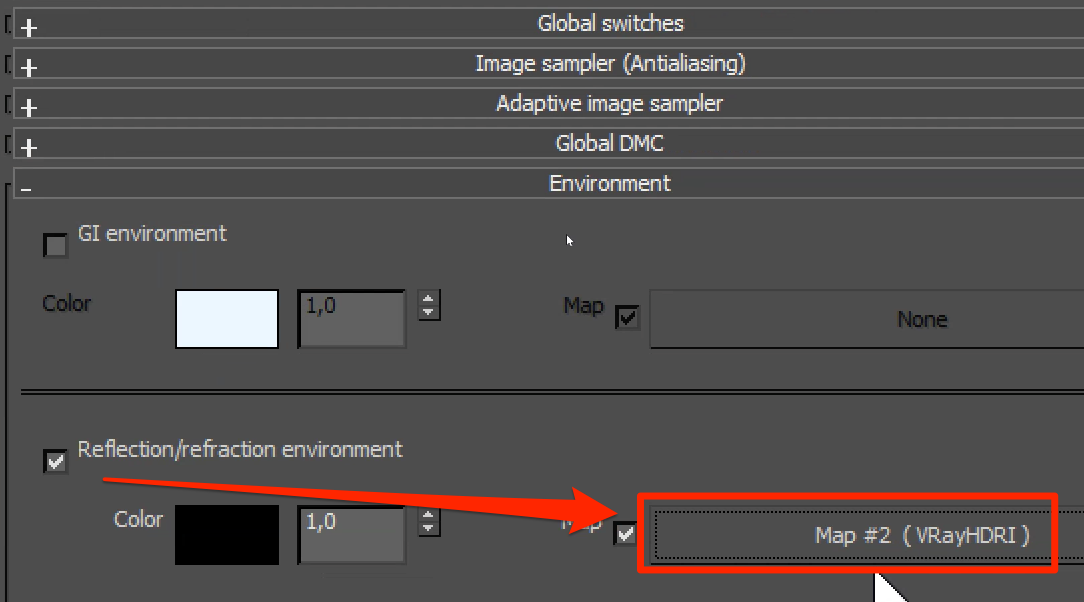 Global switches
Image sampler (Antialiasing)
Adaptive image sampler
Global DMC
Environment
GI environment
Color 1,0 Map None
Reflection/refraction environment
Color 1,0 Map Map #2 ( VRayHDRI )